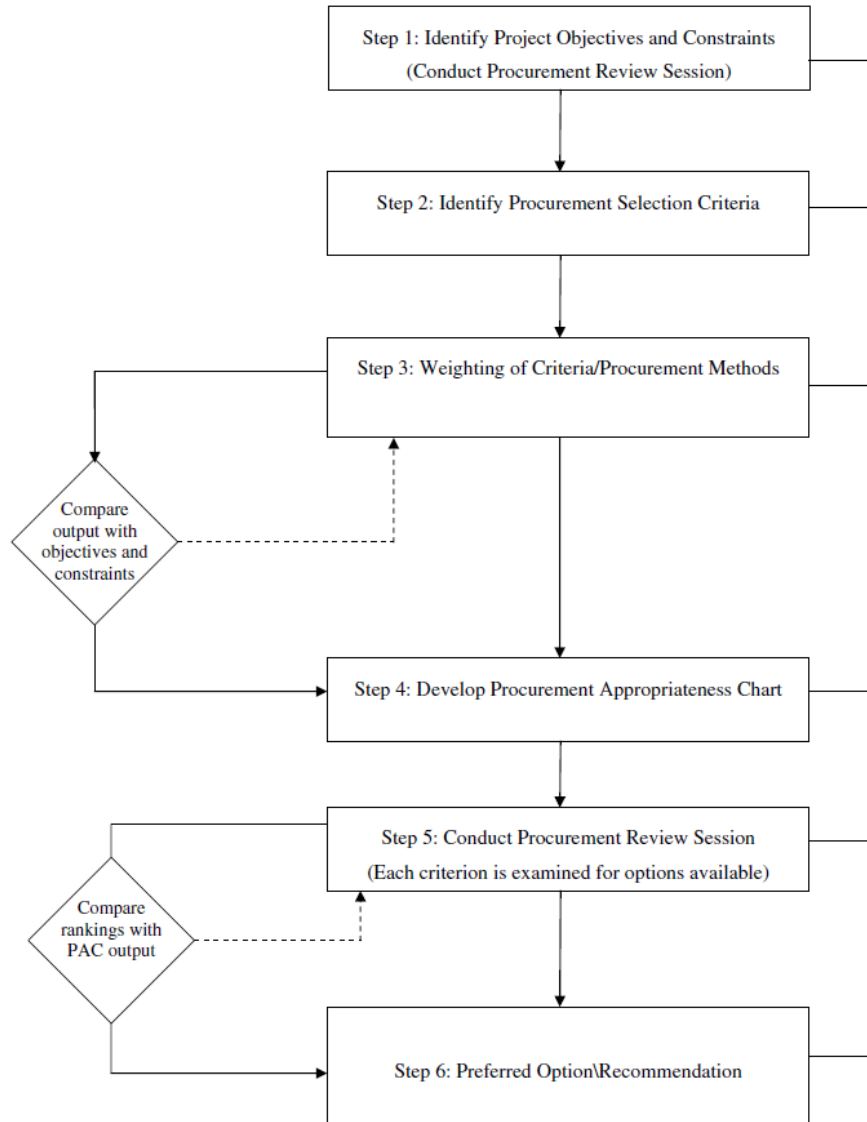 Step 1: Identify Project Objectives and Constraints
(Conduct Procurement Review Session)
Step 2: Identify Procurement Selection Criteria
Step 3: Weighting of Criteria/Procurement Methods
Compare
output with
objectives and
constraints
Step 4: Develop Procurement Appropriateness Chart
Step 5: Conduct Procurement Review Session
(Each criterion is examined for options available)
Compare
rankings with
PAC output
Step 6: Preferred Option\Recommendation